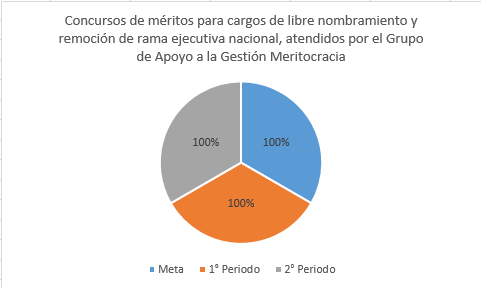 Concursos de méritos para cargos de libre nombramiento y
remoción de rama ejecutiva nacional, atendidos por el Grupo
de Apoyo a la Gestión Meritocracia
100%
100%
100%
Meta
1° Periodo
2° Periodo